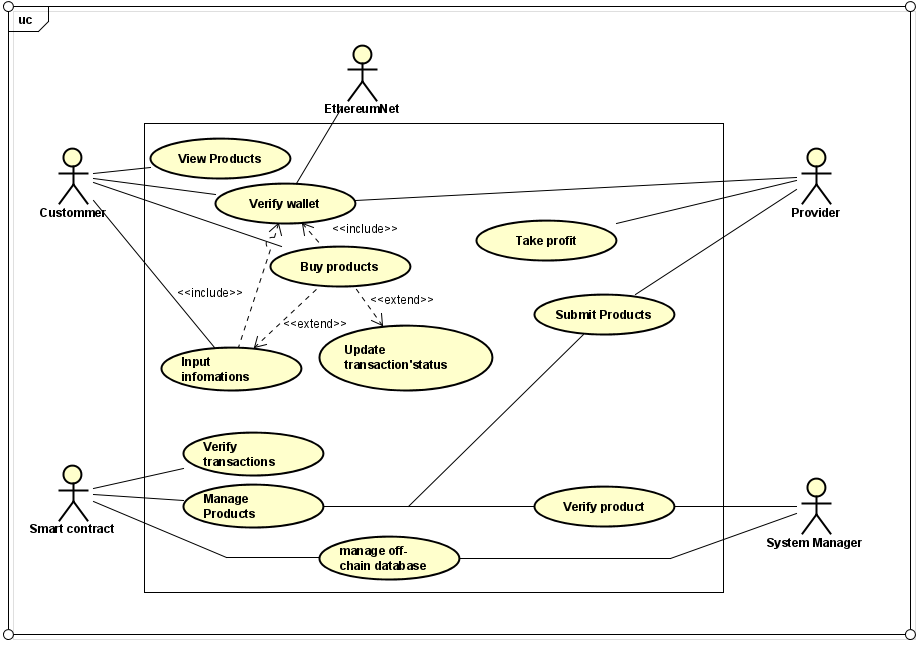 uc
EthereumNet
View Products
Custommer
Verify wallet
Provider
<<include>>
Take profit
Buy products
<<include>>
<<extend>>
Submit Products
<<extend>>
Update
transaction'status
Input
infomations
Verify
transactions
Manage
Products
Verify product
Smart contract
System Manager
manage off-
chain database